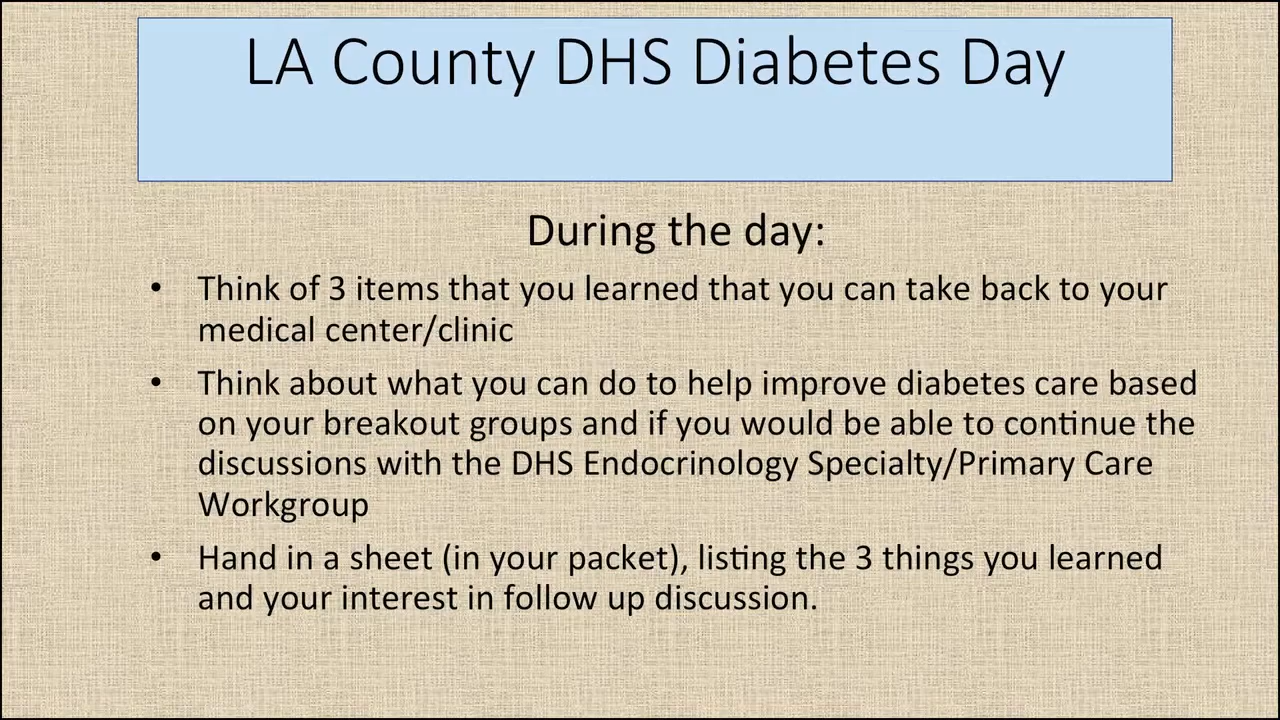 LA County DHS Diabetes Day
During the day:
• Think of 3 items that you learned that you can take back to your
medical center/clinic
• Think about what you can do to help improve diabetes care based
on your breakout groups and if you would be able to continue the
discussions with the DHS Endocrinology Specialty/Primary Care
Workgroup
• Hand in a sheet (in your packet), listing the 3 things you learned
and your interest in follow up discussion.